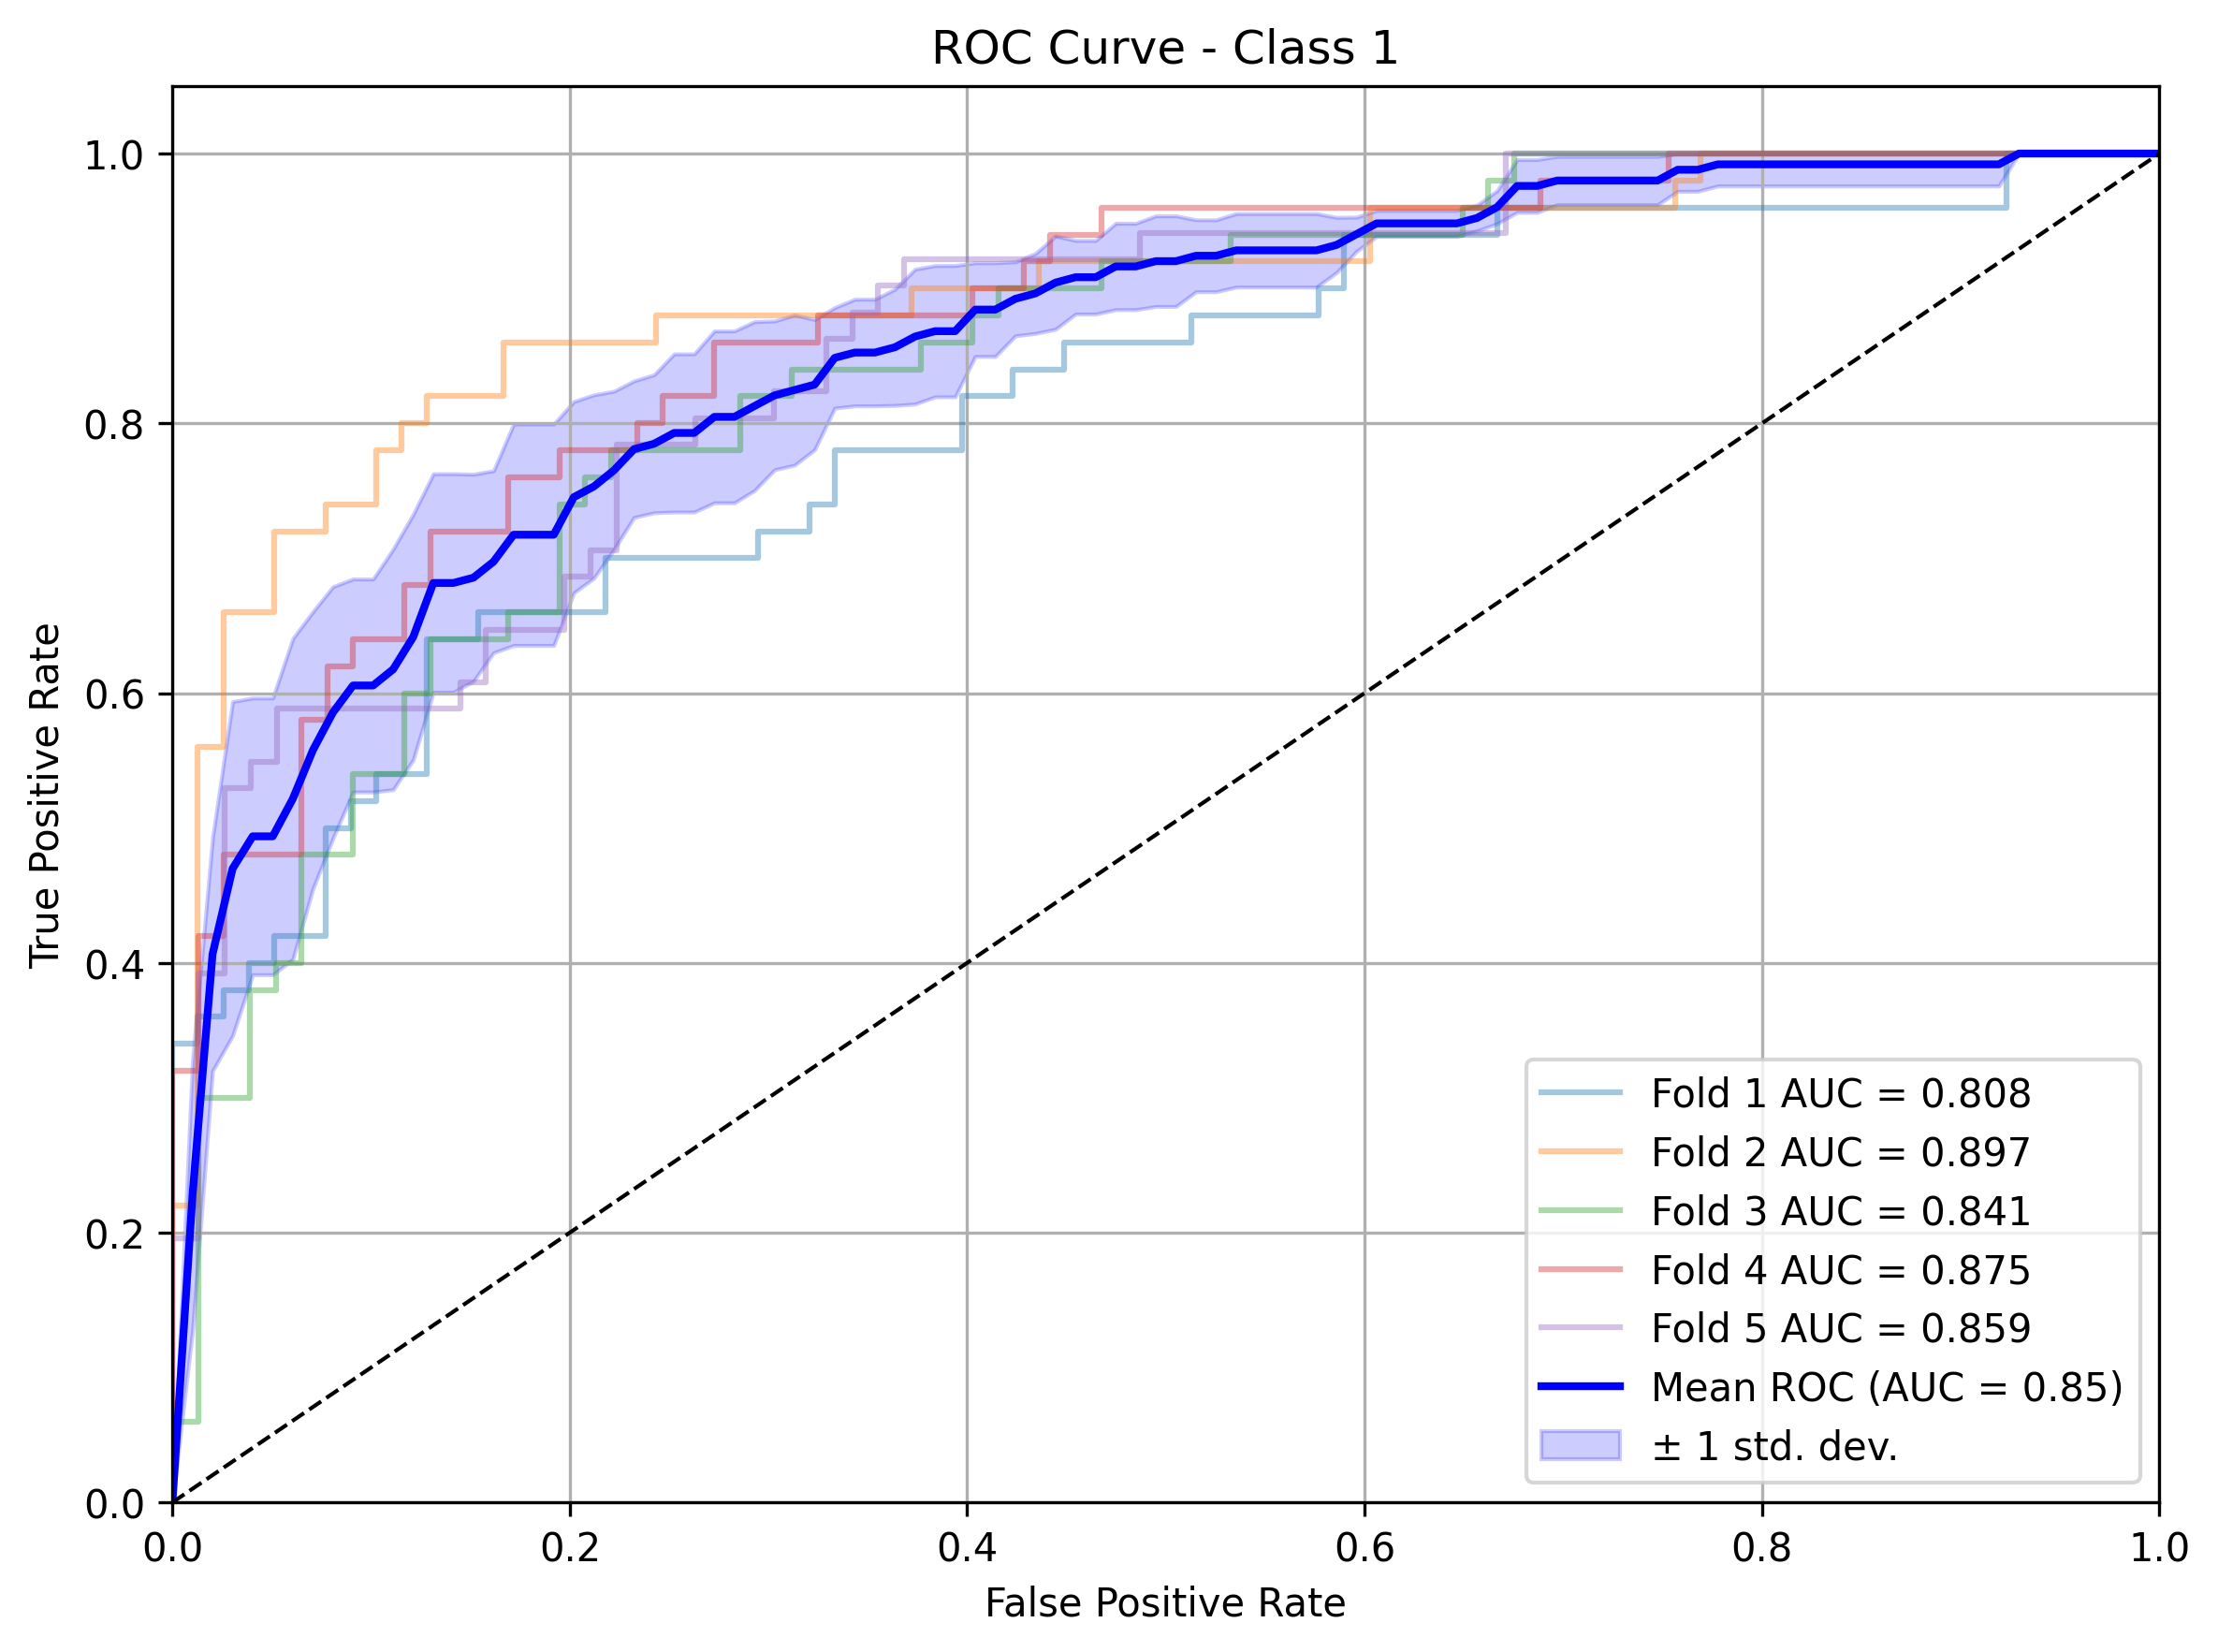 ROC Curve - Class 1
True Positive Rate
1.0
0.8
0.6
0.4
0.2
0.0
0.0 0.2 0.4 0.6 0.8 1.0
False Positive Rate
Fold 1 AUC = 0.808
Fold 2 AUC = 0.897
Fold 3 AUC = 0.841
Fold 4 AUC = 0.875
Fold 5 AUC = 0.859
Mean ROC (AUC = 0.85)
± 1 std. dev.